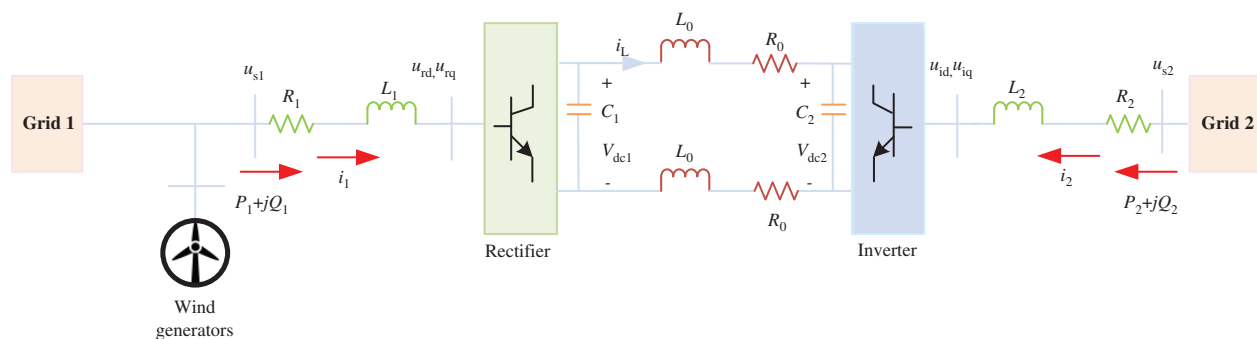 Grid 1
u_s1
R_1
L_1
u_rd,u_rq
i_1
P_1+jQ_1
Wind
generators
Rectifier
i_L
L_0
R_0
+
C_1
V_dc1
-
L_0
R_0
+
C_2
V_dc2
-
Inverter
u_id,u_iq
L_2
R_2
u_s2
Grid 2
i_2
P_2+jQ_2